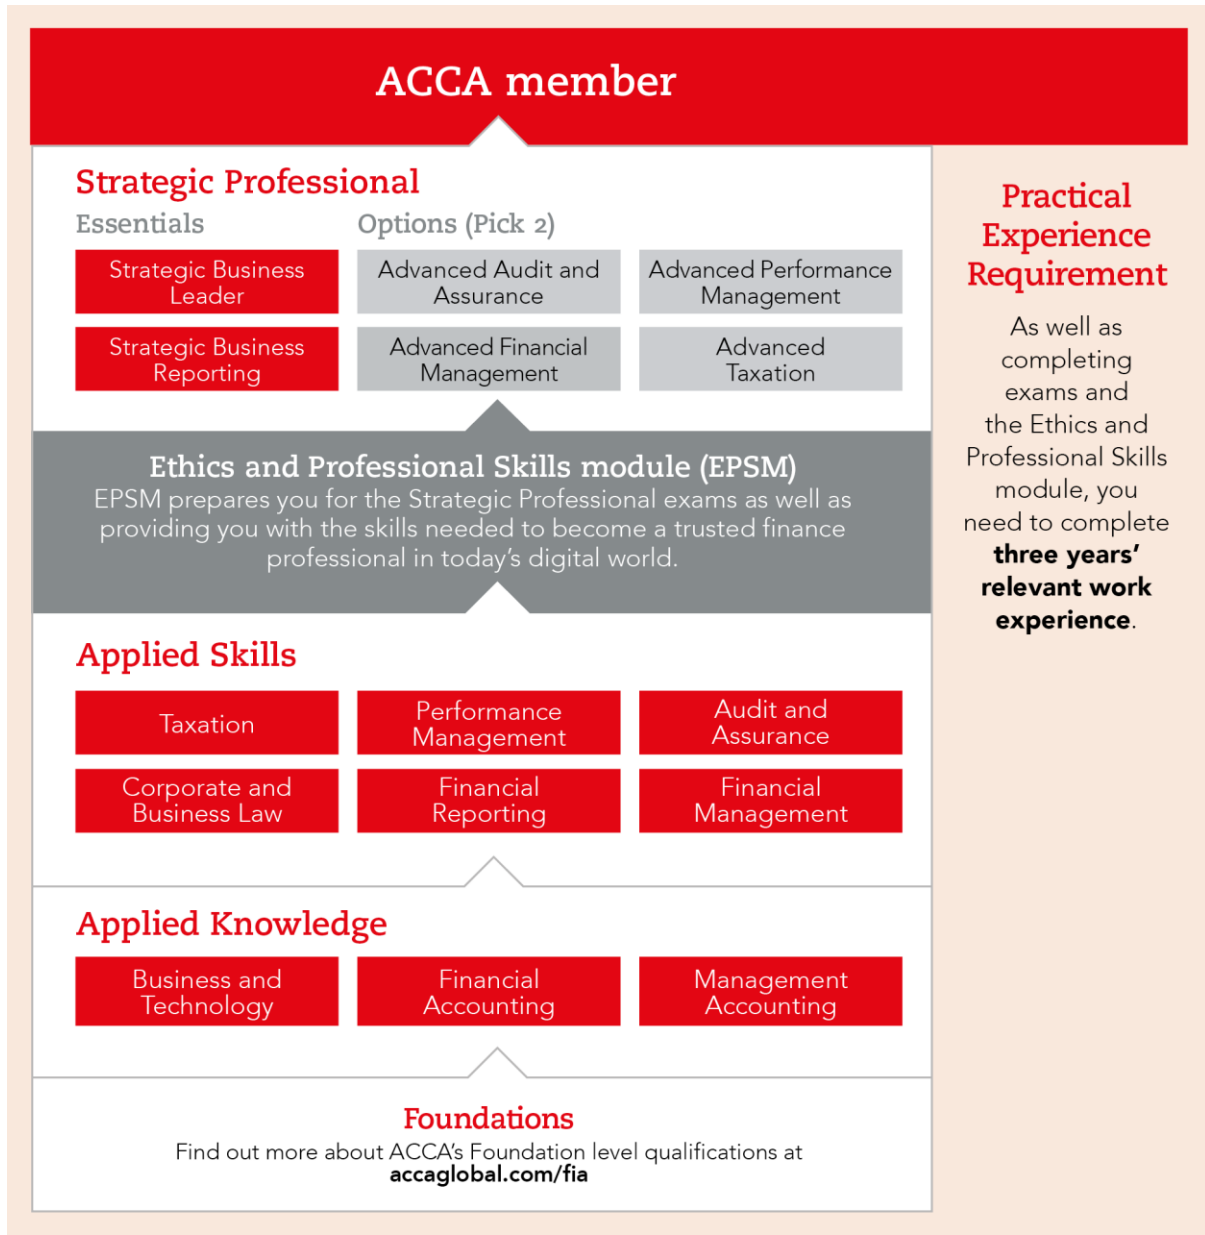 ACCA member
Strategic Professional
Essentials
Options (Pick 2)
Strategic Business
Leader
Advanced Audit and
Assurance
Advanced Performance
Management
Strategic Business
Reporting
Advanced Financial
Management
Advanced
Taxation
Ethics and Professional Skills module (EPSM)
EPSM prepares you for the Strategic Professional exams as well as
providing you with the skills needed to become a trusted finance
professional in today’s digital world.
Applied Skills
Taxation
Performance
Management
Audit and
Assurance
Corporate and
Business Law
Financial
Reporting
Financial
Management
Applied Knowledge
Business and
Technology
Financial
Accounting
Management
Accounting
Foundations
Find out more about ACCA’s Foundation level qualifications at
accaglobal.com/fia
Practical
Experience
Requirement
As well as
completing
exams and
the Ethics and
Professional Skills
module, you
need to complete
three years’
relevant work
experience.